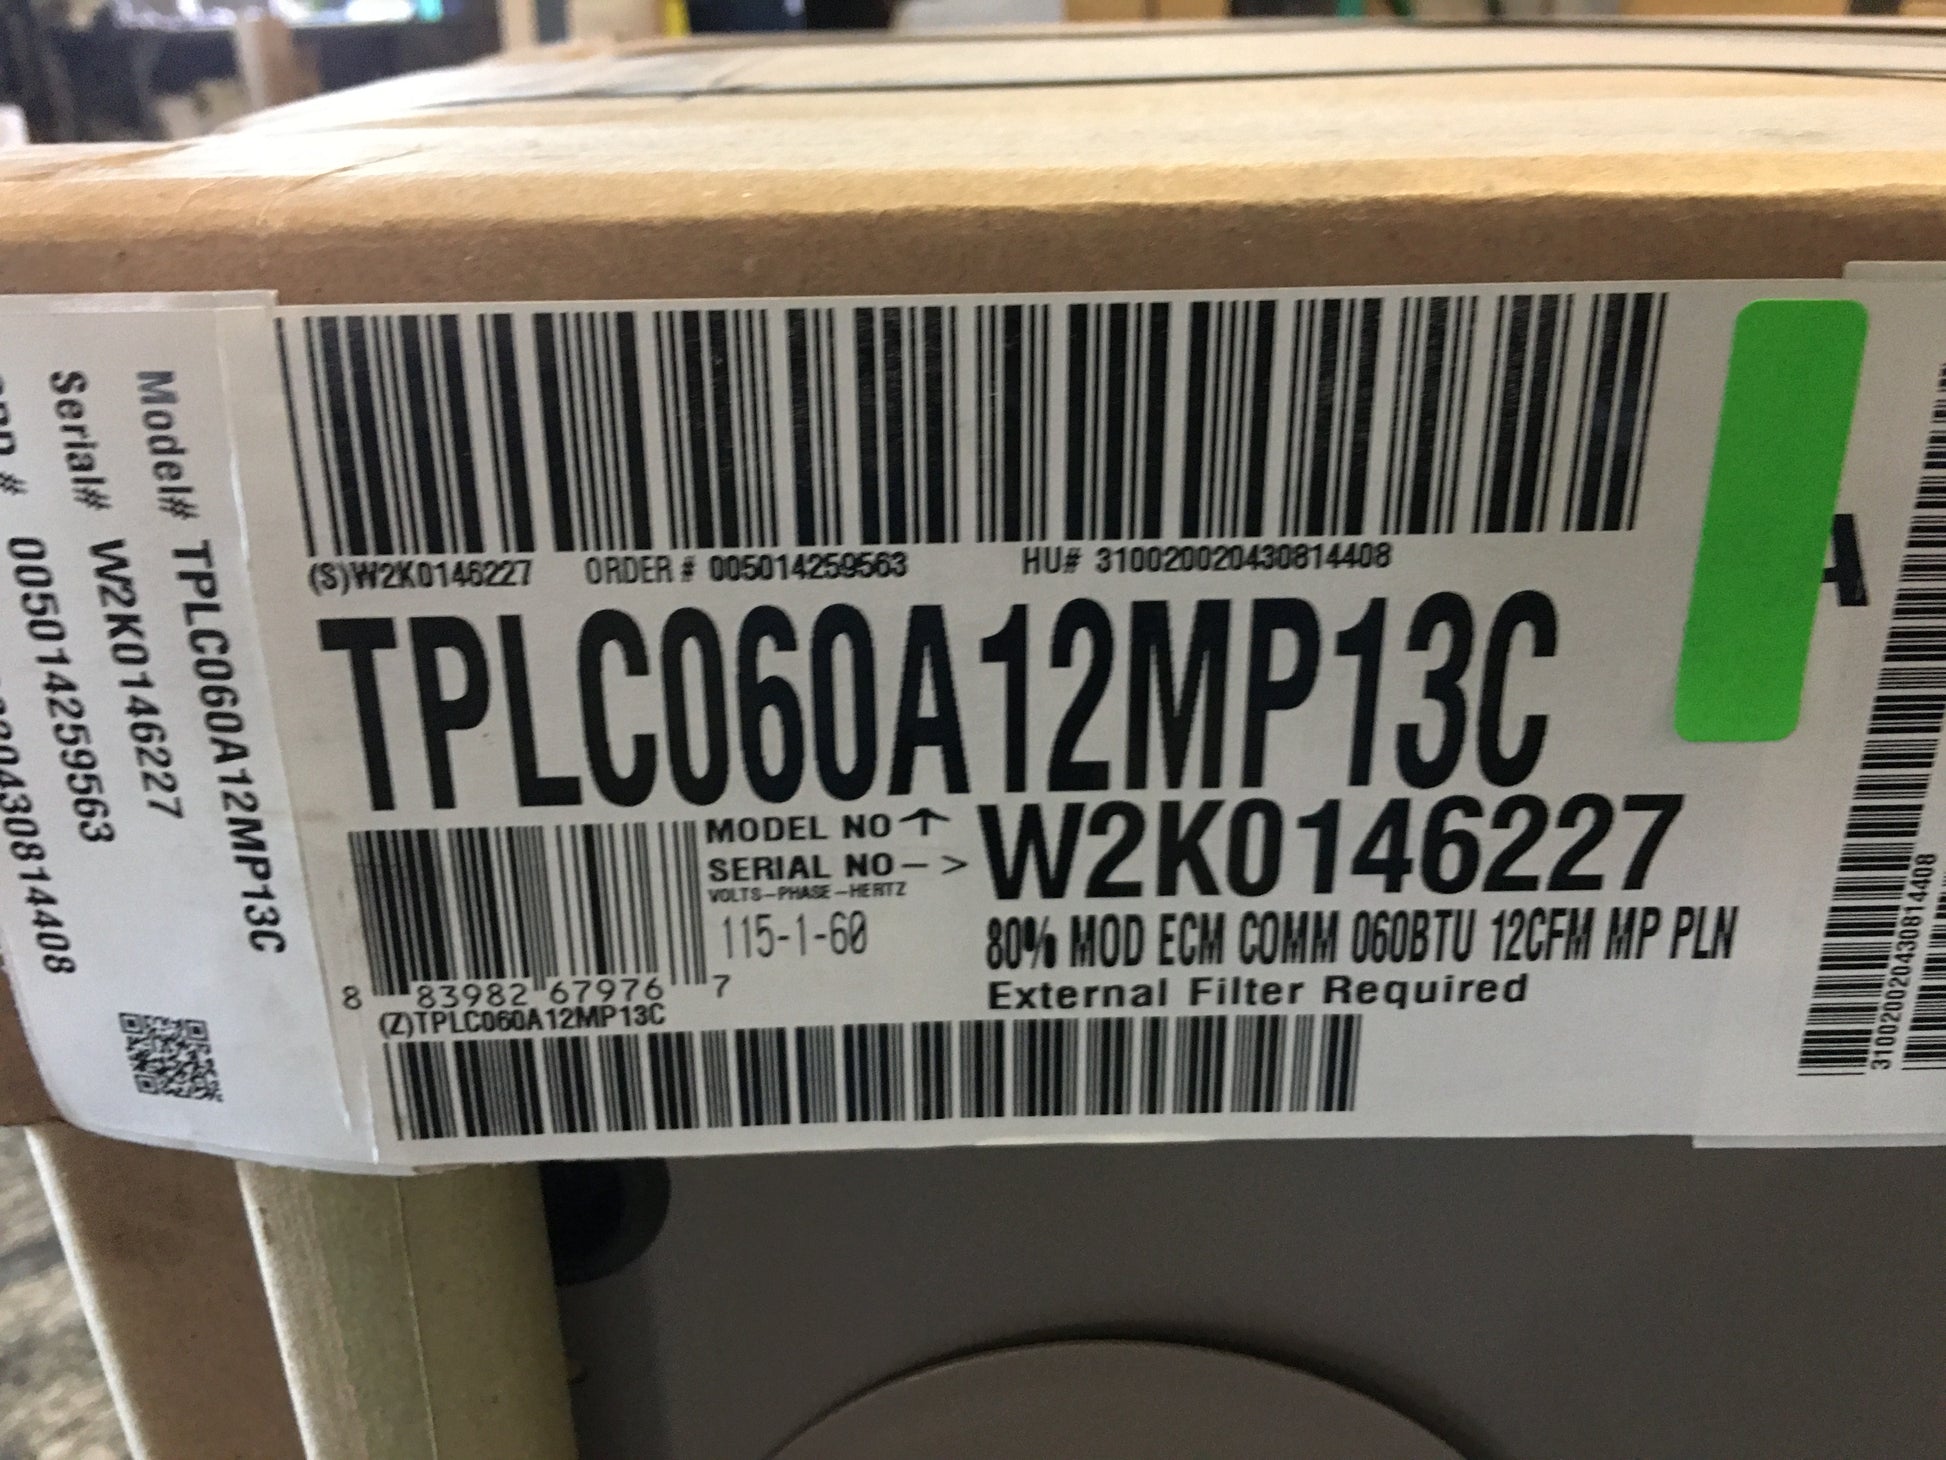 Model# TPLC060A12MP13C
Serial# W2K0146227
# 005014259563
(S)W2K0146227 ORDER # 005014259563 HU# 310020020430814408
TPLC060A12MP13C
MODEL NO ↑
SERIAL NO -> W2K0146227
VOLTS-PHASE-HERTZ
115-1-60
80% MOD ECM COMM 060BTU 12CFM MP PLN
External Filter Required
8 83982 67976 7
(Z)TPLC060A12MP13C
A
310020020430814408